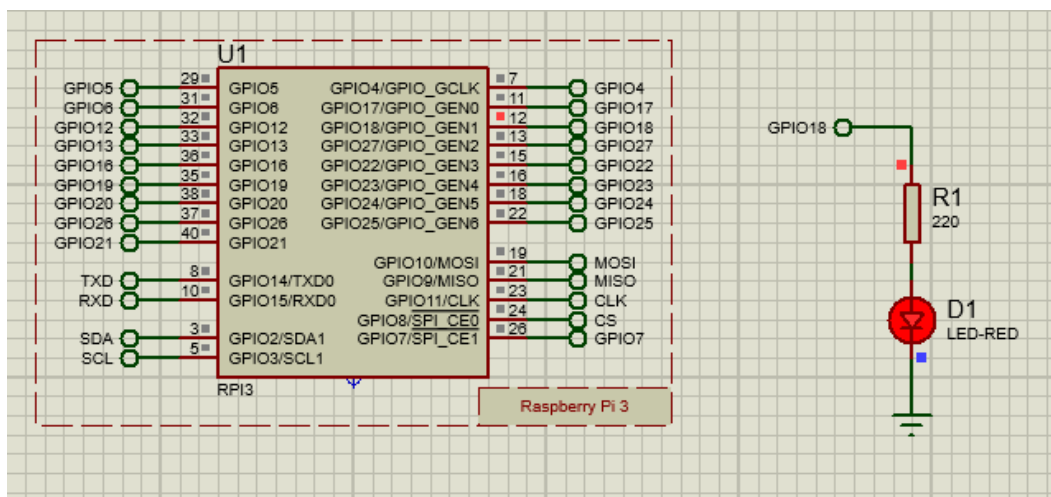 U1
GPIO5 29 GPIO5 GPIO4/GPIO_GCLK 7 GPIO4
GPIO6 31 GPIO6 GPIO17/GPIO_GEN0 11 GPIO17
GPIO12 32 GPIO12 GPIO18/GPIO_GEN1 12 GPIO18
GPIO13 33 GPIO13 GPIO27/GPIO_GEN2 13 GPIO27
GPIO16 36 GPIO16 GPIO22/GPIO_GEN3 15 GPIO22
GPIO19 35 GPIO19 GPIO23/GPIO_GEN4 16 GPIO23
GPIO20 38 GPIO20 GPIO24/GPIO_GEN5 18 GPIO24
GPIO26 37 GPIO26 GPIO25/GPIO_GEN6 22 GPIO25
GPIO21 40 GPIO21
GPIO10/MOSI 19 MOSI
TXD 8 GPIO14/TXD0 GPIO9/MISO 21 MISO
RXD 10 GPIO15/RXD0 GPIO11/CLK 23 CLK
GPIO8/SPI_CE0 24 CS
SDA 3 GPIO2/SDA1 GPIO7/SPI_CE1 26 GPIO7
SCL 5 GPIO3/SCL1
RPI3
Raspberry Pi 3
GPIO18
R1
220
D1
LED-RED